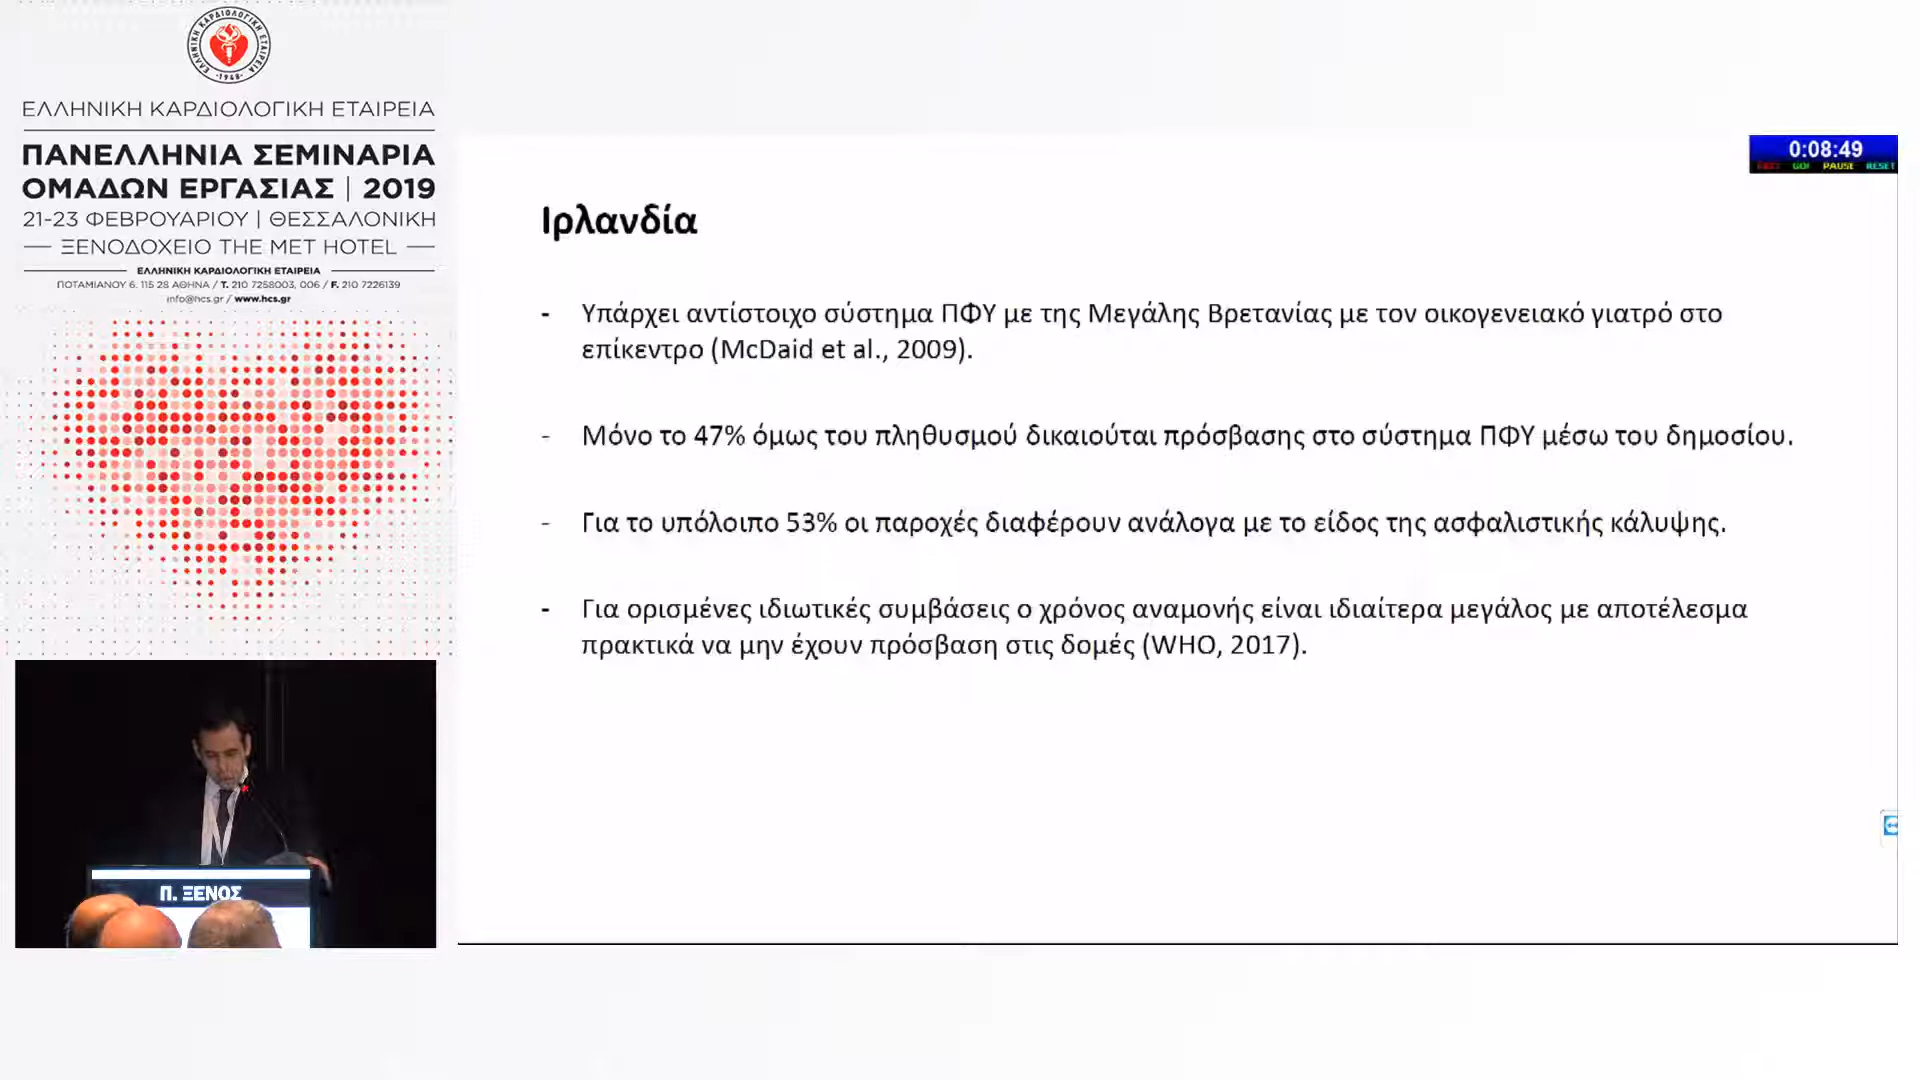 ΕΛΛΗΝΙΚΗ ΚΑΡΔΙΟΛΟΓΙΚΗ ΕΤΑΙΡΕΙΑ
·1948·
ΕΛΛΗΝΙΚΗ ΚΑΡΔΙΟΛΟΓΙΚΗ ΕΤΑΙΡΕΙΑ
ΠΑΝΕΛΛΗΝΙΑ ΣΕΜΙΝΑΡΙΑ
ΟΜΑΔΩΝ ΕΡΓΑΣΙΑΣ | 2019
21-23 ΦΕΒΡΟΥΑΡΙΟΥ | ΘΕΣΣΑΛΟΝΙΚΗ
ΞΕΝΟΔΟΧΕΙΟ THE MET HOTEL
ΕΛΛΗΝΙΚΗ ΚΑΡΔΙΟΛΟΓΙΚΗ ΕΤΑΙΡΕΙΑ
ΠΟΤΑΜΙΑΝΟΥ 6. 115 28 ΑΘΗΝΑ / T. 210 7258003, 006 / F. 210 7226139
info@hcs.gr / www.hcs.gr
Π. ΞΕΝΟΣ
0:08:49
GO! PAUSE RESET
Ιρλανδία
- Υπάρχει αντίστοιχο σύστημα ΠΦΥ με της Μεγάλης Βρετανίας με τον οικογενειακό γιατρό στο
επίκεντρο (McDaid et al., 2009).
- Μόνο το 47% όμως του πληθυσμού δικαιούται πρόσβασης στο σύστημα ΠΦΥ μέσω του δημοσίου.
- Για το υπόλοιπο 53% οι παροχές διαφέρουν ανάλογα με το είδος της ασφαλιστικής κάλυψης.
- Για ορισμένες ιδιωτικές συμβάσεις ο χρόνος αναμονής είναι ιδιαίτερα μεγάλος με αποτέλεσμα
πρακτικά να μην έχουν πρόσβαση στις δομές (WHO, 2017).